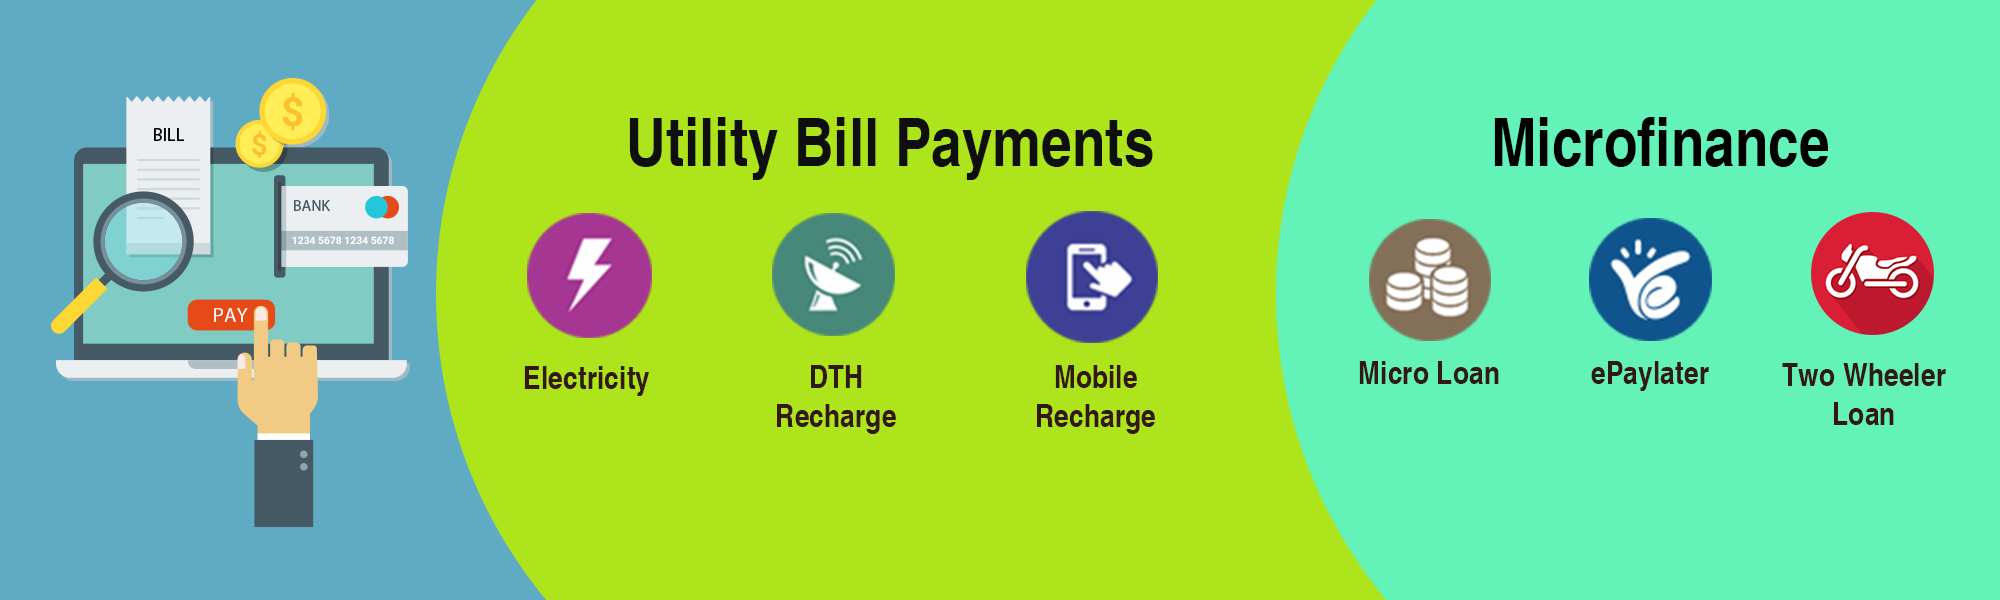 BILL
BANK
1234 5678 1234 5678
PAY
Utility Bill Payments
Electricity
DTH
Recharge
Mobile
Recharge
Microfinance
Micro Loan
ePaylater
Two Wheeler
Loan